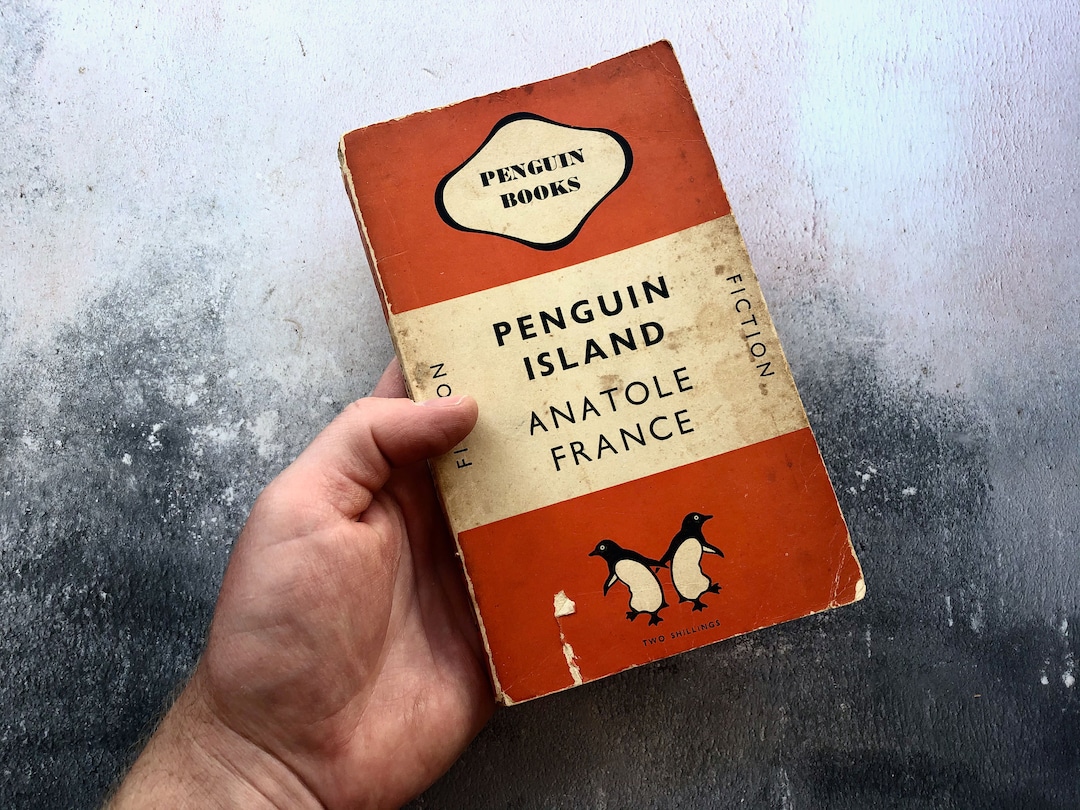 PENGUIN
BOOKS
PENGUIN
ISLAND
ANATOLE
FRANCE
FICTION
FICTION
TWO SHILLINGS